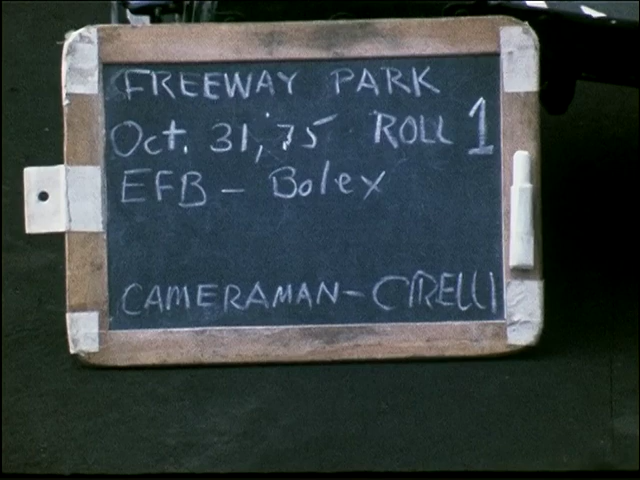 FREEWAY PARK
Oct. 31, 75 ROLL 1
EFB - Bolex
CAMERAMAN - CIRELLI